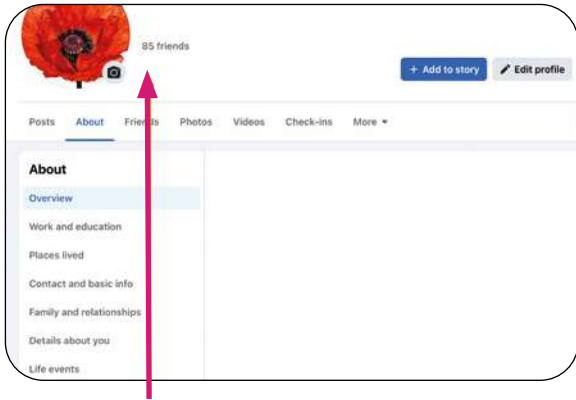 85 friends
+ Add to story Edit profile
Posts About Friends Photos Videos Check-ins More
About
Overview
Work and education
Places lived
Contact and basic info
Family and relationships
Details about you
Life events